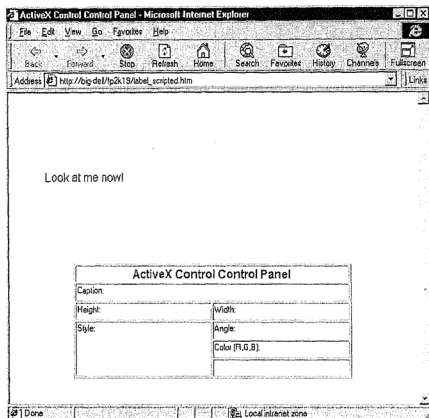 ActiveX Control Control Panel - Microsoft Internet Explorer
File Edit View Go Favorites Help
Back Forward Stop Refresh Home Search Favorites History Channels Fullscreen
Address http://big-del/fp2k19/label_scripted.htm Links
Look at me now!
ActiveX Control Control Panel
Caption:
Height: Width:
Style: Angle:
Color (R,G,B):
Done Local intranet zone